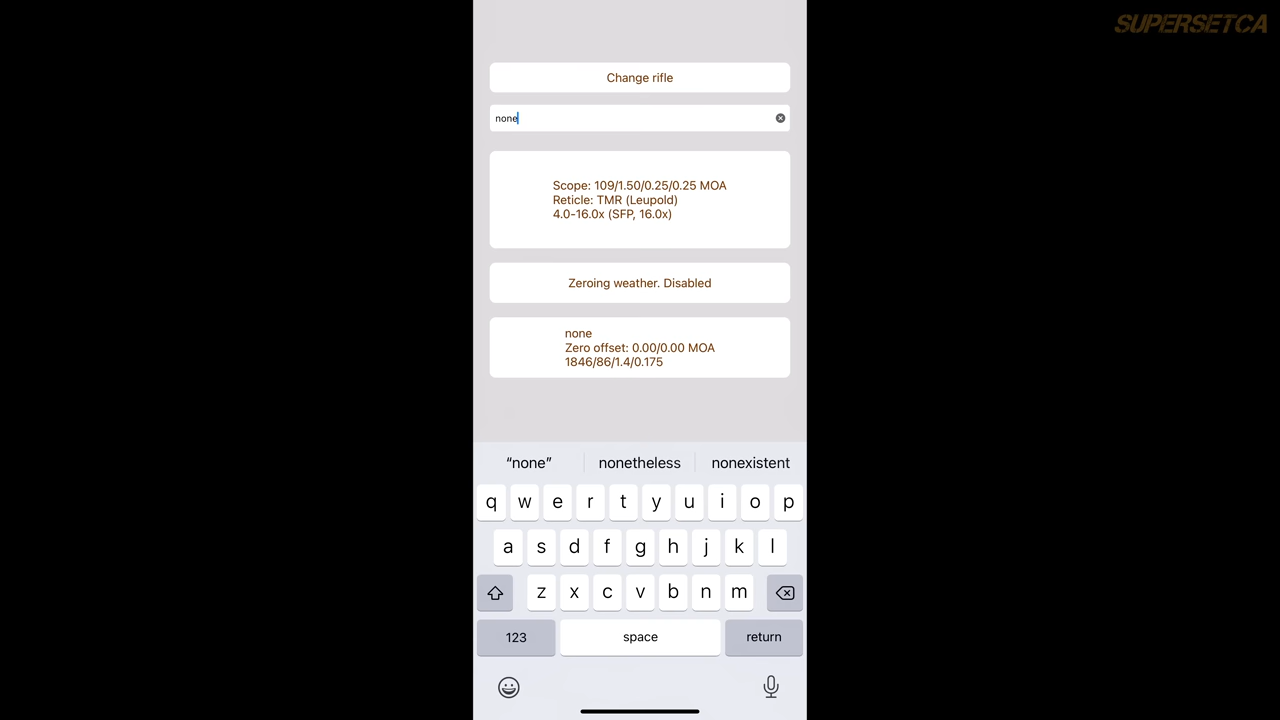 SUPERSETCA
Change rifle
none
Scope: 109/1.50/0.25/0.25 MOA
Reticle: TMR (Leupold)
4.0-16.0x (SFP, 16.0x)
Zeroing weather. Disabled
none
Zero offset: 0.00/0.00 MOA
1846/86/1.4/0.175
“none” nonetheless nonexistent
q w e r t y u i o p
a s d f g h j k l
z x c v b n m
123 space return